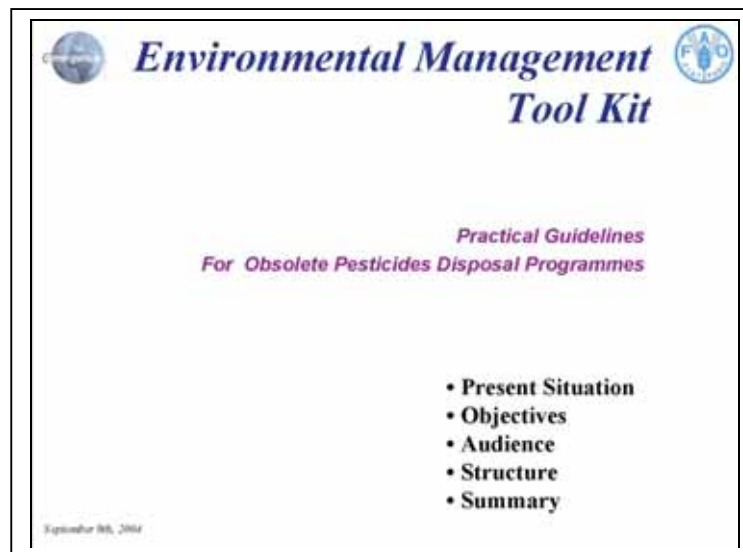 Environmental Management
Tool Kit
F A O
Practical Guidelines
For Obsolete Pesticides Disposal Programmes
• Present Situation
• Objectives
• Audience
• Structure
• Summary
September 9th, 2004